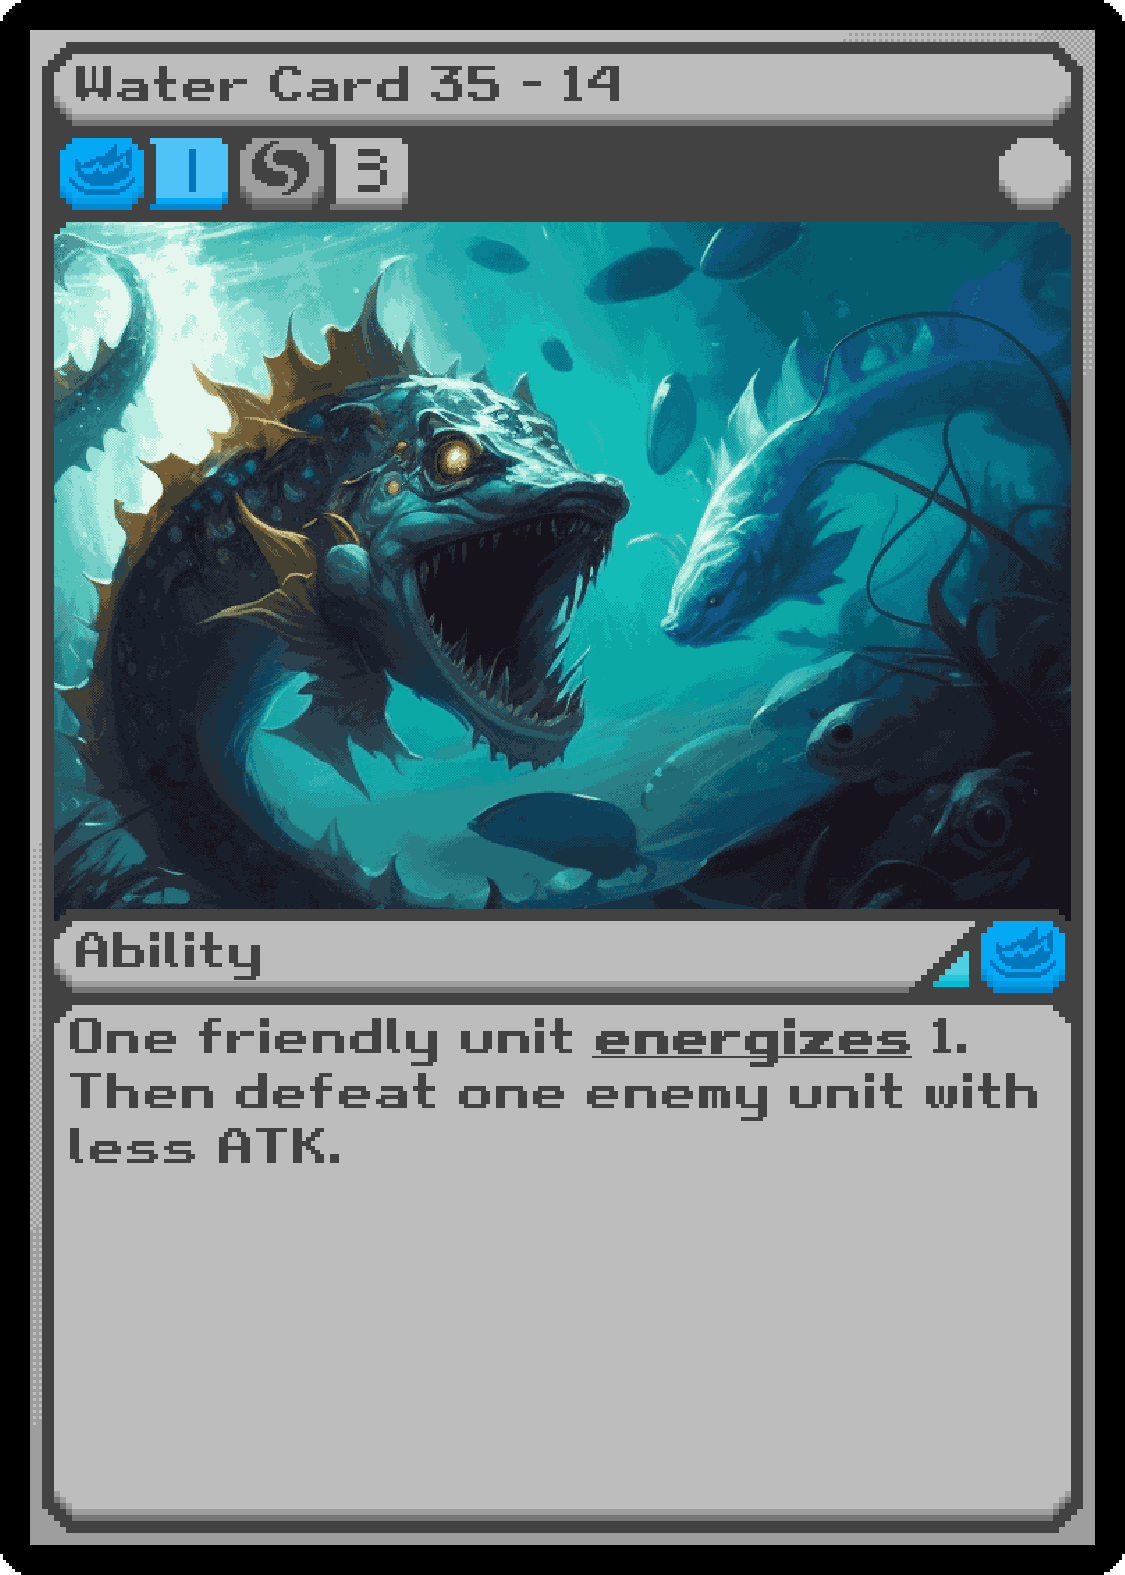 Water Card 35 - 14
1 3
Ability
One friendly unit energizes 1.
Then defeat one enemy unit with
less ATK.